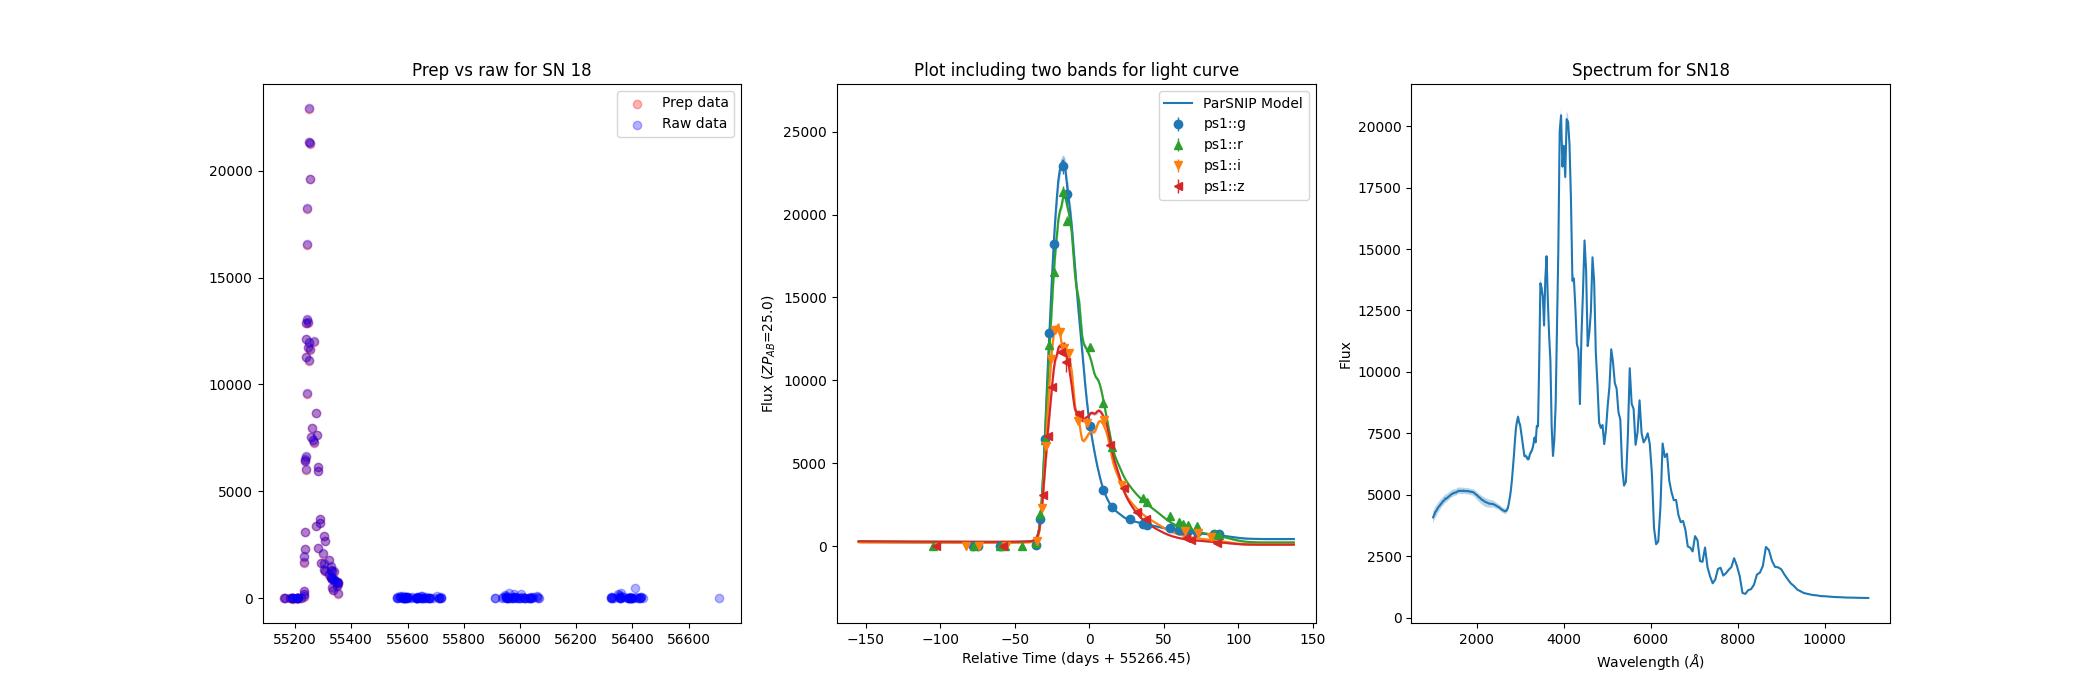 Prep vs raw for SN 18
Prep data
Raw data
20000
15000
10000
5000
0
55200 55400 55600 55800 56000 56200 56400 56600
Plot including two bands for light curve
ParSNIP Model
ps1::g
ps1::r
ps1::i
ps1::z
25000
20000
15000
10000
5000
0
Flux (ZP_AB=25.0)
−150 −100 −50 0 50 100 150
Relative Time (days + 55266.45)
Spectrum for SN18
20000
17500
15000
12500
10000
7500
5000
2500
0
Flux
2000 4000 6000 8000 10000
Wavelength (Å)